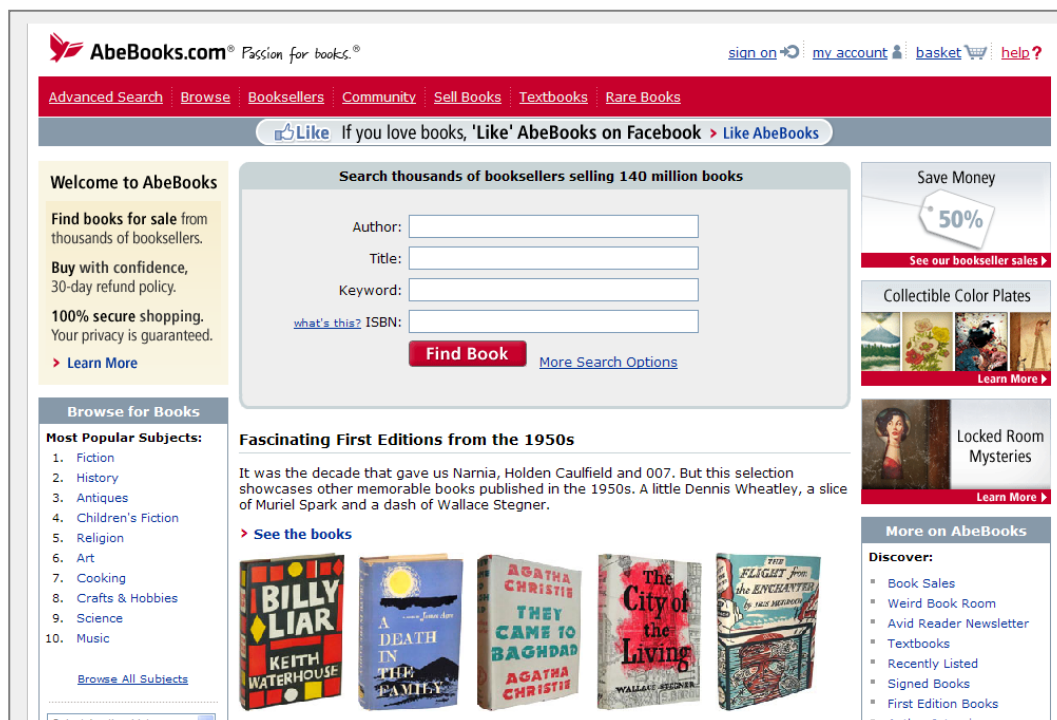 AbeBooks.com® Passion for books.®
sign on
my account
basket
help?
Advanced Search
Browse
Booksellers
Community
Sell Books
Textbooks
Rare Books
Like If you love books, 'Like' AbeBooks on Facebook > Like AbeBooks
Welcome to AbeBooks
Find books for sale from
thousands of booksellers.
Buy with confidence,
30-day refund policy.
100% secure shopping.
Your privacy is guaranteed.
> Learn More
Browse for Books
Most Popular Subjects:
1. Fiction
2. History
3. Antiques
4. Children's Fiction
5. Religion
6. Art
7. Cooking
8. Crafts & Hobbies
9. Science
10. Music
Browse All Subjects
Search thousands of booksellers selling 140 million books
Author:
Title:
Keyword:
what's this? ISBN:
Find Book
More Search Options
Fascinating First Editions from the 1950s
It was the decade that gave us Narnia, Holden Caulfield and 007. But this selection
showcases other memorable books published in the 1950s. A little Dennis Wheatley, a slice
of Muriel Spark and a dash of Wallace Stegner.
> See the books
BILLY
LIAR
KEITH
WATERHOUSE
a novel by James Agee
A
DEATH
IN
THE
FAMILY
AGATHA
CHRISTIE
THEY
CAME TO
BAGHDAD
AGATHA
CHRISTIE
The
City of
the
Living
WALLACE STEGNER
THE
FLIGHT from
the ENCHANTER
by IRIS MURDOCH
Save Money
50%
See our bookseller sales
Collectible Color Plates
Learn More
Locked Room
Mysteries
Learn More
More on AbeBooks
Discover:
Book Sales
Weird Book Room
Avid Reader Newsletter
Textbooks
Recently Listed
Signed Books
First Edition Books